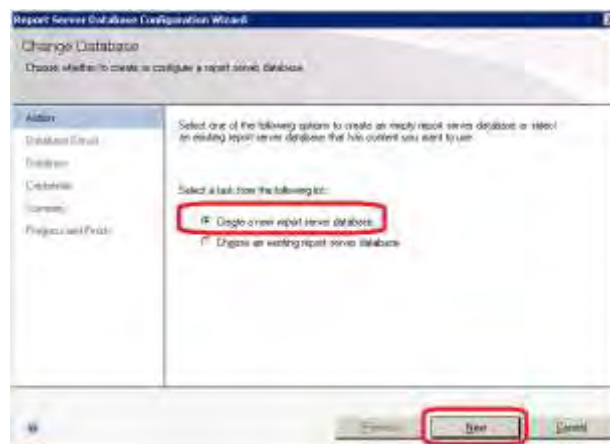 Report Server Database Configuration Wizard
Change Database
Choose whether to create or configure a report server database.
Action
Database Server
Database
Credentials
Summary
Progress and Finish
Select one of the following options to create an empty report server database or select
an existing report server database that has content you want to use.
Select a task from the following list:
Create a new report server database.
Choose an existing report server database.
Previous
Next
Cancel